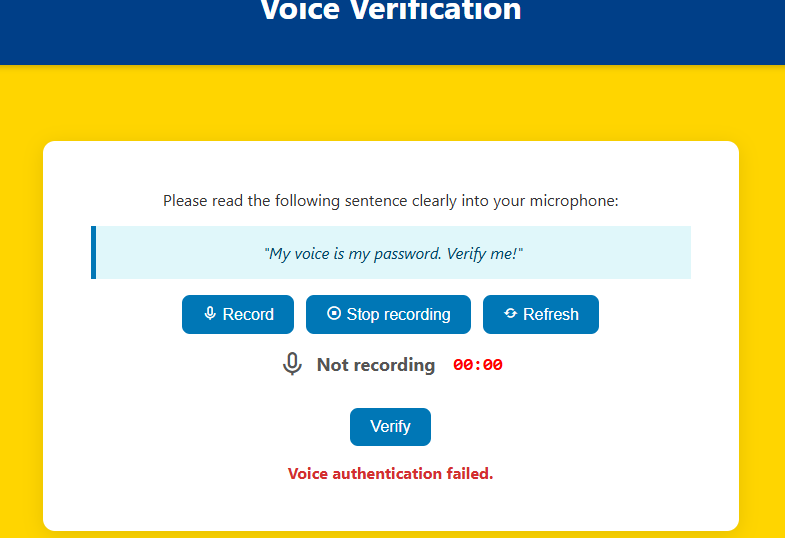 Voice Verification
Please read the following sentence clearly into your microphone:
"My voice is my password. Verify me!"
Record Stop recording Refresh
Not recording 00:00
Verify
Voice authentication failed.